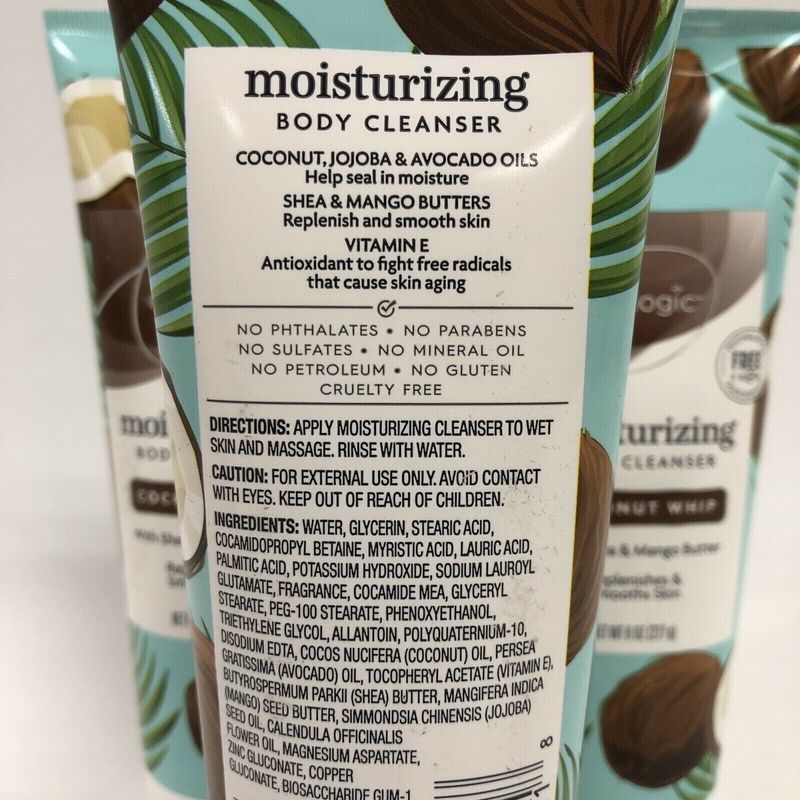 moisturizing
BODY CLEANSER
COCONUT, JOJOBA & AVOCADO OILS
Help seal in moisture
SHEA & MANGO BUTTERS
Replenish and smooth skin
VITAMIN E
Antioxidant to fight free radicals
that cause skin aging
NO PHTHALATES • NO PARABENS
NO SULFATES • NO MINERAL OIL
NO PETROLEUM • NO GLUTEN
CRUELTY FREE
DIRECTIONS: APPLY MOISTURIZING CLEANSER TO WET
SKIN AND MASSAGE. RINSE WITH WATER.
CAUTION: FOR EXTERNAL USE ONLY. AVOID CONTACT
WITH EYES. KEEP OUT OF REACH OF CHILDREN.
INGREDIENTS: WATER, GLYCERIN, STEARIC ACID,
COCAMIDOPROPYL BETAINE, MYRISTIC ACID, LAURIC ACID,
PALMITIC ACID, POTASSIUM HYDROXIDE, SODIUM LAUROYL
GLUTAMATE, FRAGRANCE, COCAMIDE MEA, GLYCERYL
STEARATE, PEG-100 STEARATE, PHENOXYETHANOL,
TRIETHYLENE GLYCOL, ALLANTOIN, POLYQUATERNIUM-10,
DISODIUM EDTA, COCOS NUCIFERA (COCONUT) OIL, PERSEA
GRATISSIMA (AVOCADO) OIL, TOCOPHERYL ACETATE (VITAMIN E),
BUTYROSPERMUM PARKII (SHEA) BUTTER, MANGIFERA INDICA
(MANGO) SEED BUTTER, SIMMONDSIA CHINENSIS (JOJOBA)
SEED OIL, CALENDULA OFFICINALIS
FLOWER OIL, MAGNESIUM ASPARTATE,
ZINC GLUCONATE, COPPER
GLUCONATE, BIOSACCHARIDE GUM-1
8
moi
BOD
COC
ogic
FREE
urizing
CLEANSER
NUT WHIP
& Mango Butter